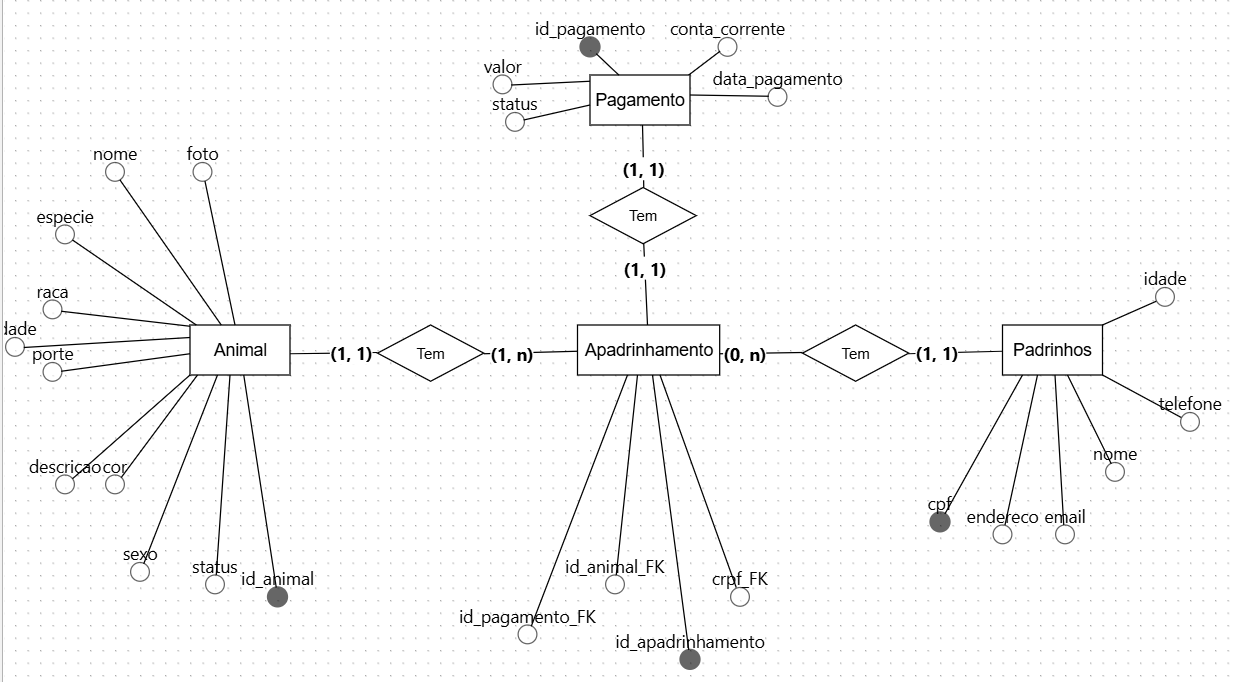 id_pagamento
conta_corrente
valor
data_pagamento
status
Pagamento
(1, 1)
Tem
(1, 1)
nome
foto
especie
raca
dade
porte
Animal
(1, 1)
Tem
(1, n)
Apadrinhamento
(0, n)
Tem
(1, 1)
Padrinhos
idade
telefone
nome
cpf
endereco
email
descricao
cor
sexo
status
id_animal
id_animal_FK
crpf_FK
id_pagamento_FK
id_apadrinhamento